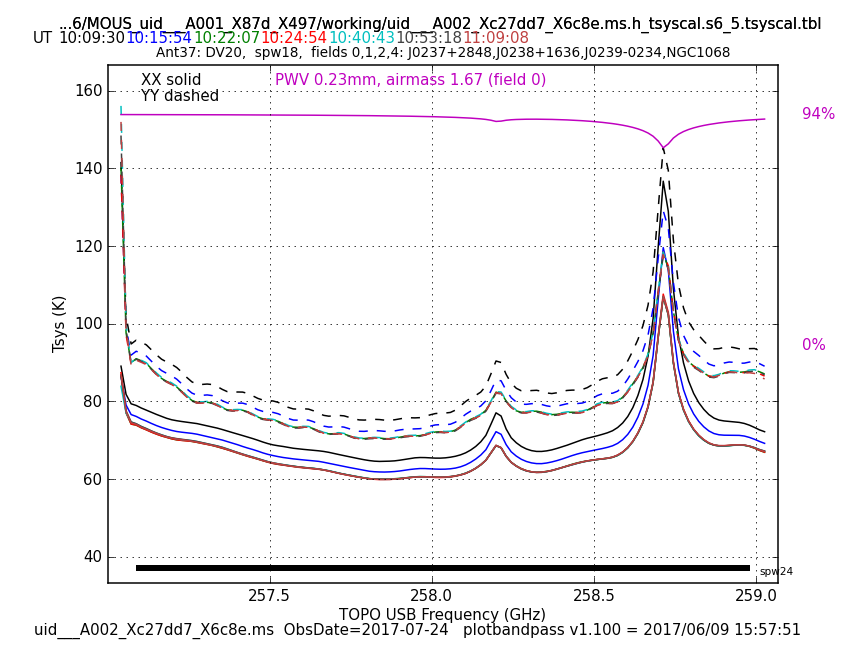 ...6/MOUS_uid___A001_X87d_X497/working/uid___A002_Xc27dd7_X6c8e.ms.h_tsyscal.s6_5.tsyscal.tbl
UT 10:09:30 10:15:54 10:22:07 10:24:54 10:40:43 10:53:18 11:09:08
Ant37: DV20, spw18, fields 0,1,2,4: J0237+2848,J0238+1636,J0239-0234,NGC1068
XX solid
PWV 0.23mm, airmass 1.67 (field 0)
YY dashed
160
94%
140
120
Tsys (K)
100
0%
80
60
40
spw24
257.5
258.0
258.5
259.0
TOPO USB Frequency (GHz)
uid___A002_Xc27dd7_X6c8e.ms ObsDate=2017-07-24 plotbandpass v1.100 = 2017/06/09 15:57:51